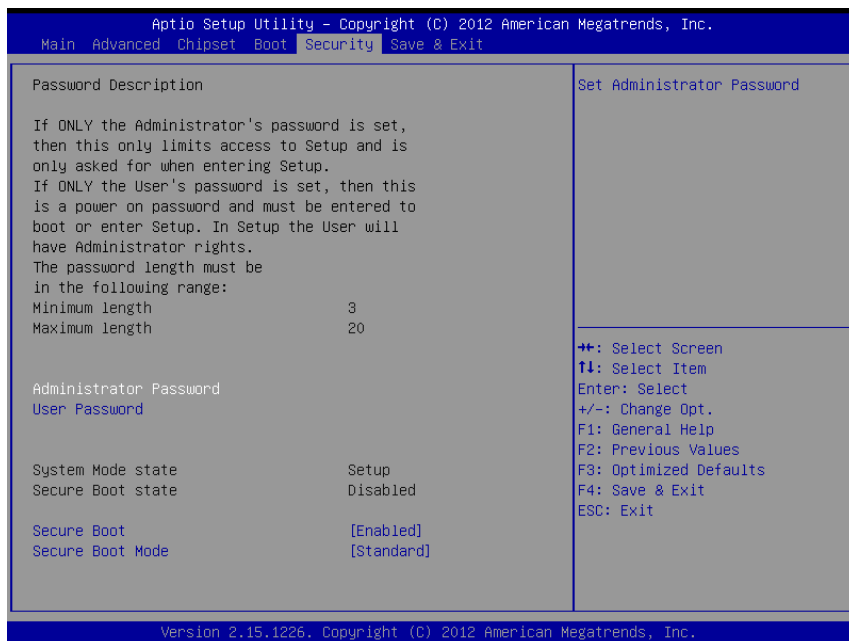 Aptio Setup Utility – Copyright (C) 2012 American Megatrends, Inc.
Main Advanced Chipset Boot Security Save & Exit
Password Description
If ONLY the Administrator's password is set,
then this only limits access to Setup and is
only asked for when entering Setup.
If ONLY the User's password is set, then this
is a power on password and must be entered to
boot or enter Setup. In Setup the User will
have Administrator rights.
The password length must be
in the following range:
Minimum length 3
Maximum length 20
Administrator Password
User Password
System Mode state Setup
Secure Boot state Disabled
Secure Boot [Enabled]
Secure Boot Mode [Standard]
Set Administrator Password
→←: Select Screen
↑↓: Select Item
Enter: Select
+/-: Change Opt.
F1: General Help
F2: Previous Values
F3: Optimized Defaults
F4: Save & Exit
ESC: Exit
Version 2.15.1226. Copyright (C) 2012 American Megatrends, Inc.